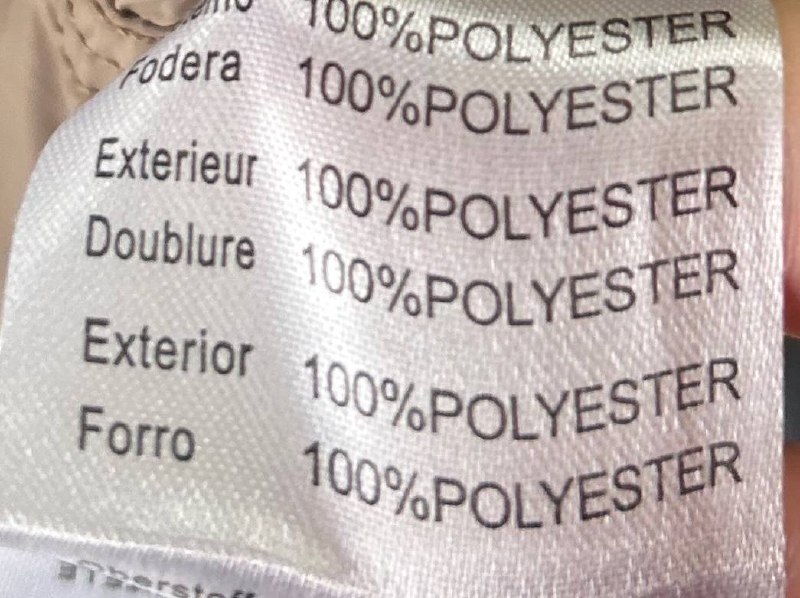 100%POLYESTER
Fodera 100%POLYESTER
Exterieur 100%POLYESTER
Doublure 100%POLYESTER
Exterior 100%POLYESTER
Forro 100%POLYESTER